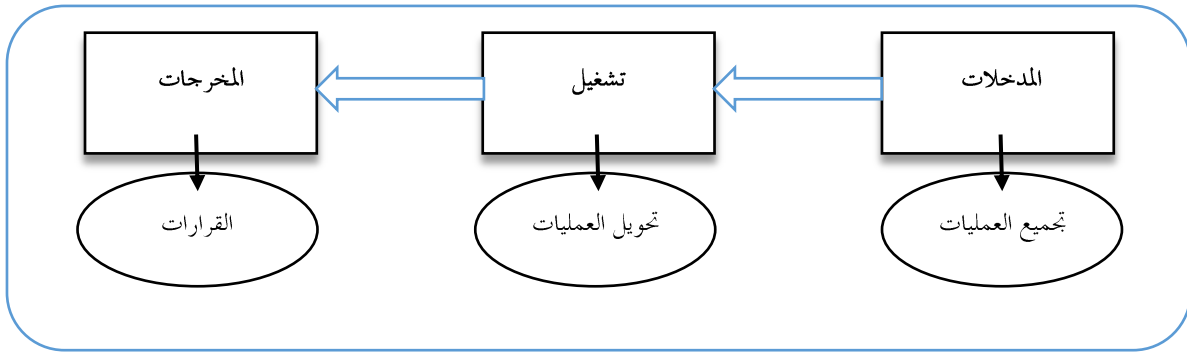 المدخلات
تشغيل
المخرجات
تجميع العمليات
تحويل العمليات
القرارات